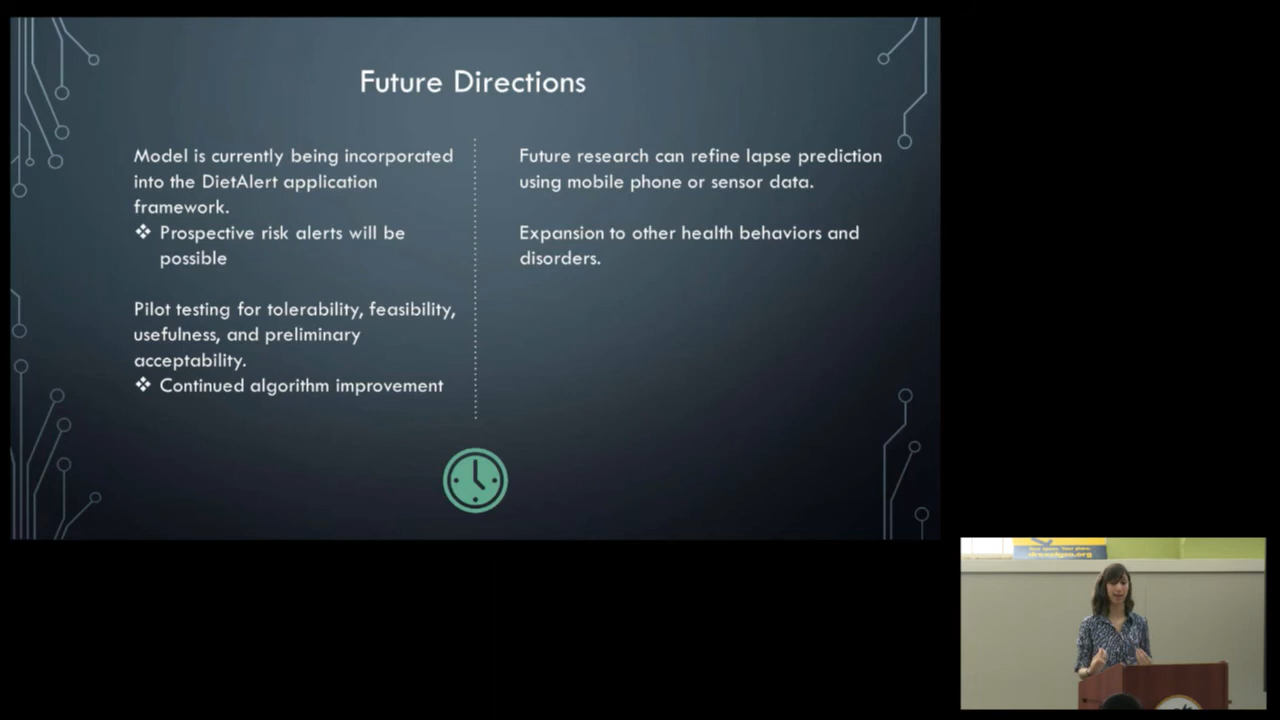 Future Directions
Model is currently being incorporated
into the DietAlert application
framework.
❖ Prospective risk alerts will be
possible
Pilot testing for tolerability, feasibility,
usefulness, and preliminary
acceptability.
❖ Continued algorithm improvement
Future research can refine lapse prediction
using mobile phone or sensor data.
Expansion to other health behaviors and
disorders.